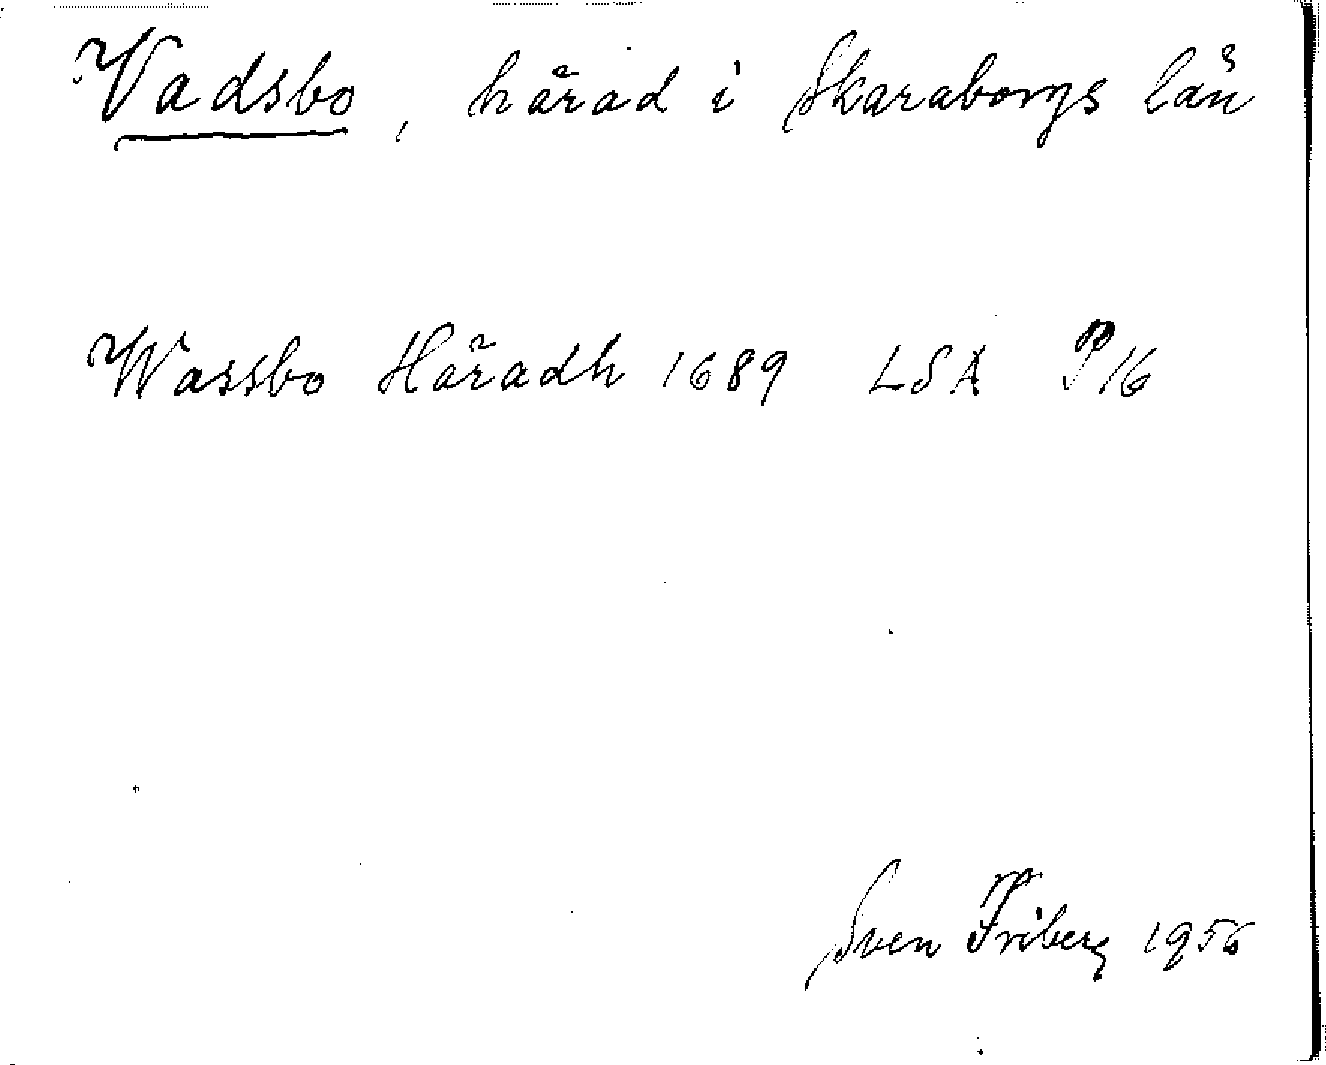 Vadsbo, härad i Skaraborgs län
Wassbo Häradh 1689 LSA P16
Sven Friberg 1956